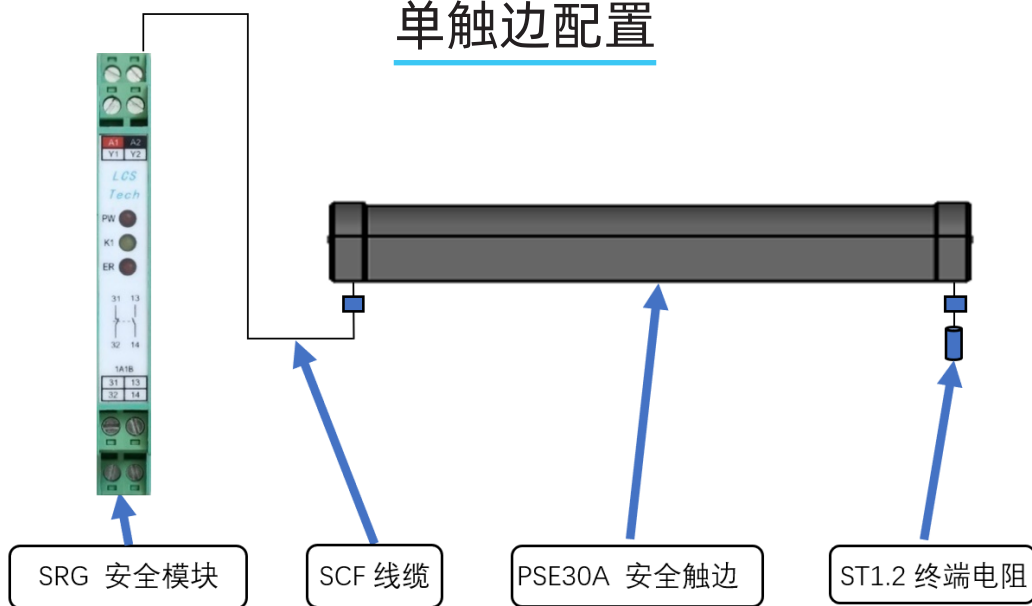 单触边配置
A1 A2
Y1 Y2
LCS
Tech
PW
K1
ER
31 13
32 14
1A1B
31 13
32 14
SRG 安全模块
SCF 线缆
PSE30A 安全触边
ST1.2 终端电阻